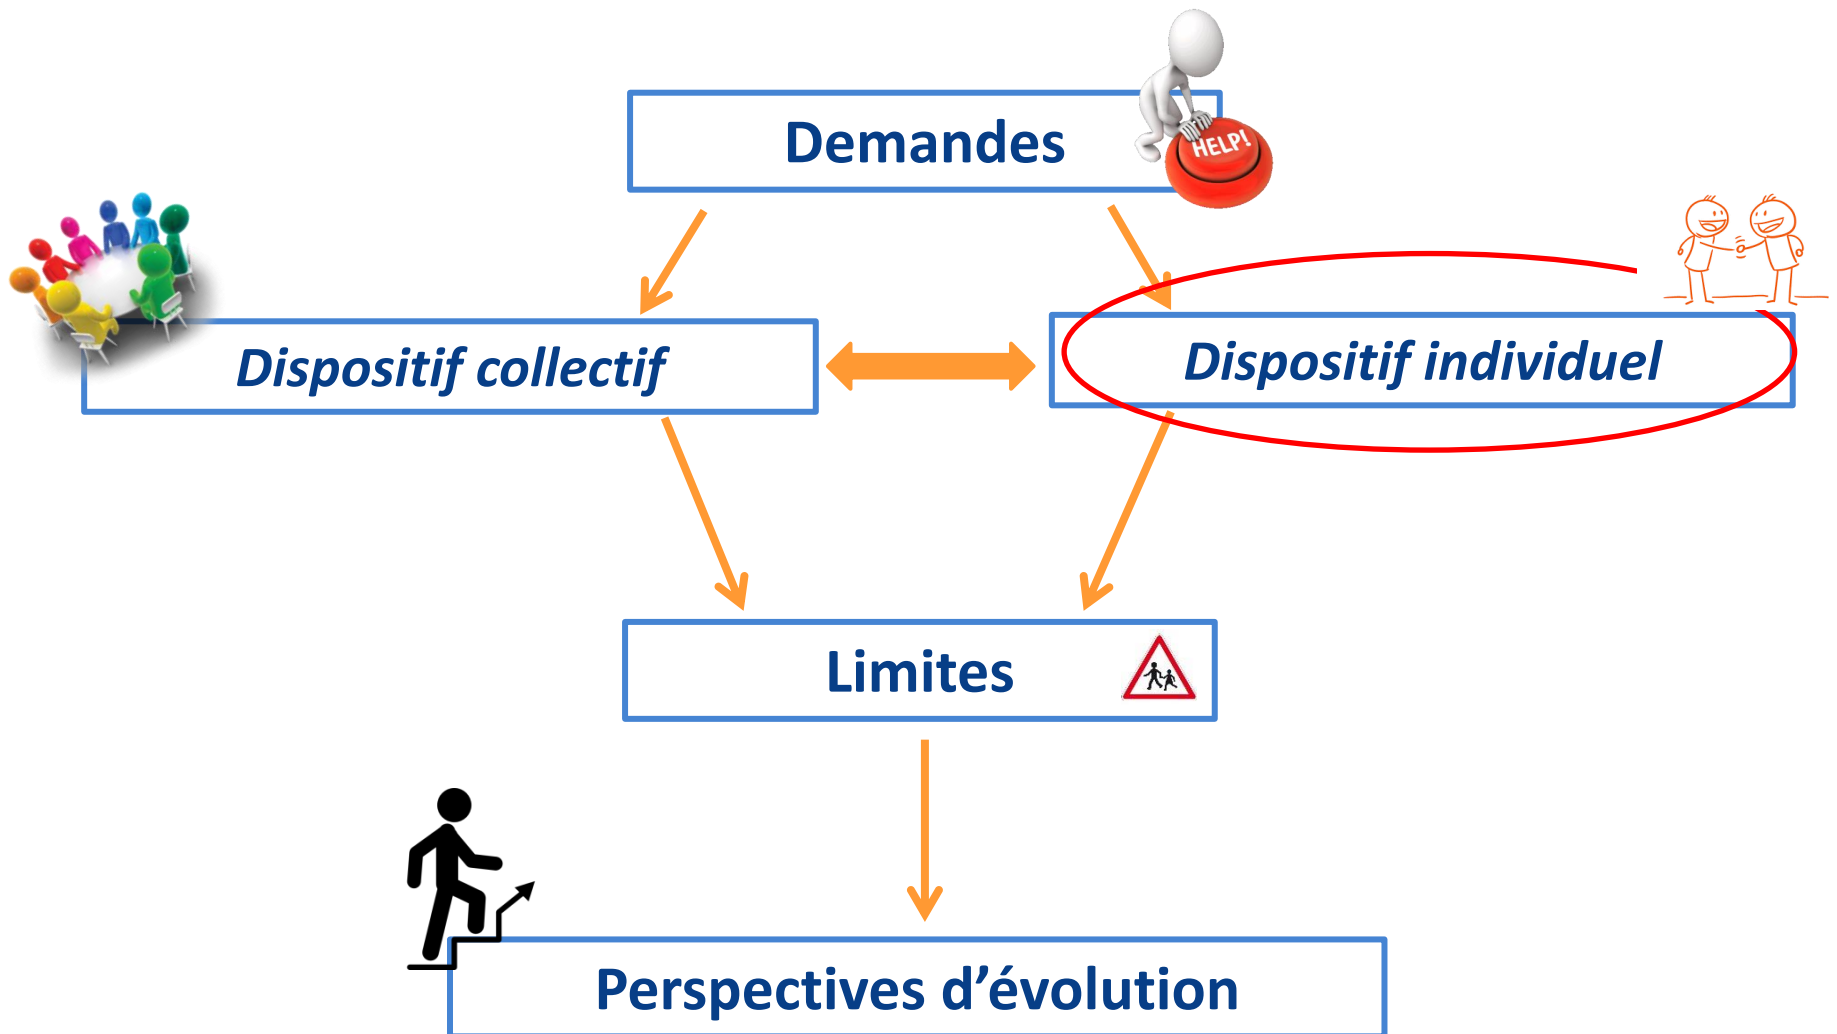 Demandes
HELP!
Dispositif collectif
Dispositif individuel
Limites
Perspectives d’évolution